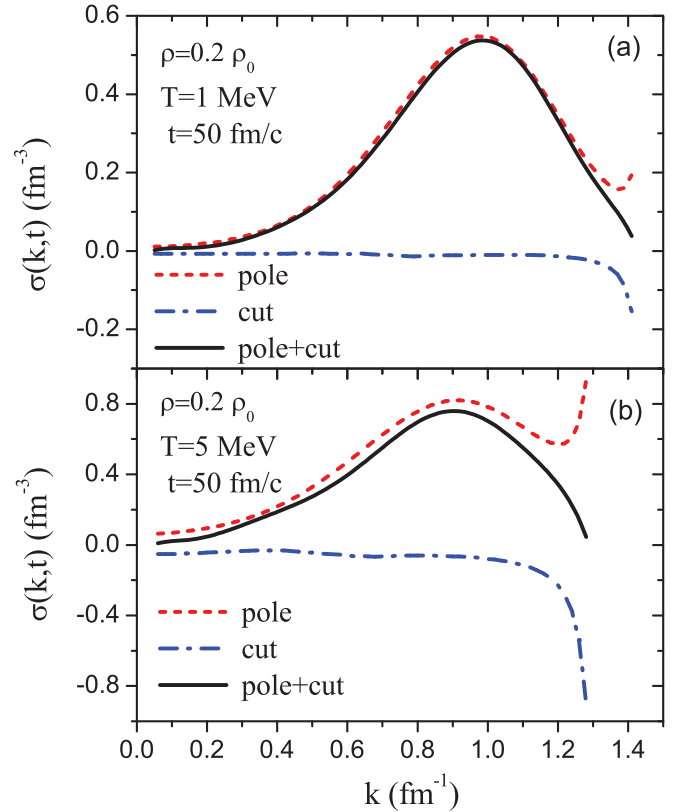 0.6
(a)
ρ=0.2 ρ₀
T=1 MeV
t=50 fm/c
0.4
0.2
0.0
-0.2
σ(k,t) (fm⁻³)
pole
cut
pole+cut
0.8
(b)
ρ=0.2 ρ₀
T=5 MeV
t=50 fm/c
0.4
0.0
-0.4
-0.8
σ(k,t) (fm⁻³)
pole
cut
pole+cut
0.0 0.2 0.4 0.6 0.8 1.0 1.2 1.4
k (fm⁻¹)